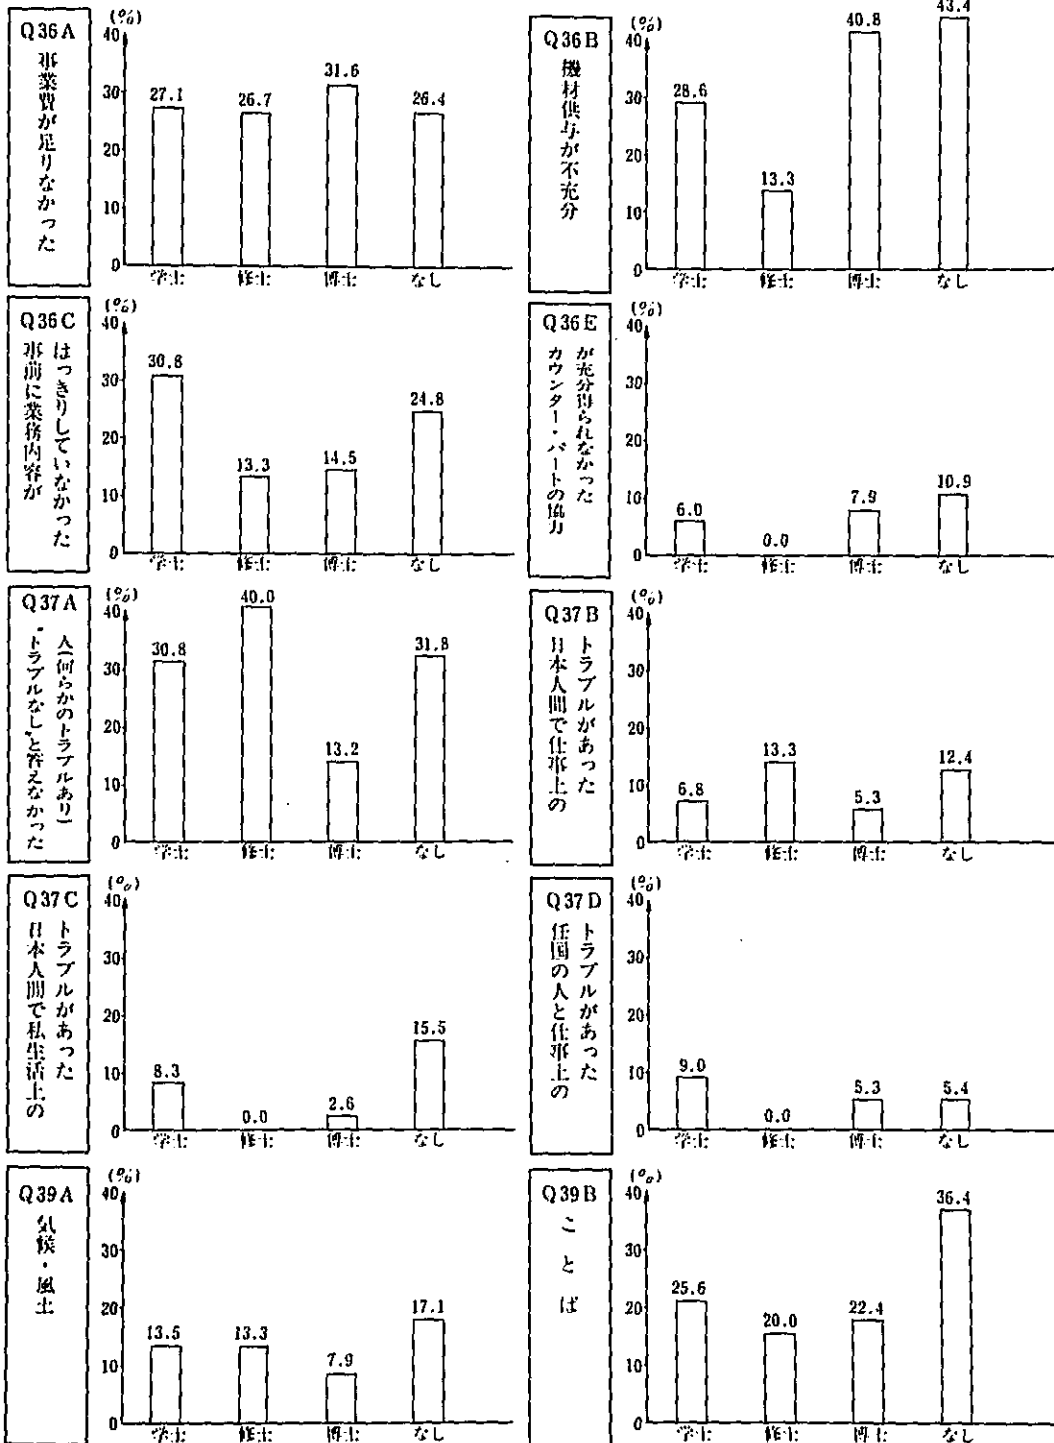 Q36A
事業費が足りなかった
(%)
40
30
20
10
0
27.1
26.7
31.6
26.4
学士
修士
博士
なし
Q36B
機材供与が不充分
(%)
40
30
20
10
0
28.6
13.3
40.8
43.4
学士
修士
博士
なし
Q36C
事前に業務内容が
はっきりしていなかった
(%)
40
30
20
10
0
30.8
13.3
14.5
24.8
学士
修士
博士
なし
Q36E
カウンター・パートの協力
が充分得られなかった
(%)
40
30
20
10
0
6.0
0.0
7.9
10.9
学士
修士
博士
なし
Q37A
“トラブルなし”と答えなかった
人(何らかのトラブルあり)
(%)
40
30
20
10
0
30.8
40.0
13.2
31.8
学士
修士
博士
なし
Q37B
日本人間で仕事上の
トラブルがあった
(%)
40
30
20
10
0
6.8
13.3
5.3
12.4
学士
修士
博士
なし
Q37C
日本人間で私生活上の
トラブルがあった
(%)
40
30
20
10
0
8.3
0.0
2.6
15.5
学士
修士
博士
なし
Q37D
任国の人と仕事上の
トラブルがあった
(%)
40
30
20
10
0
9.0
0.0
5.3
5.4
学士
修士
博士
なし
Q39A
気候・風土
(%)
40
30
20
10
0
13.5
13.3
7.9
17.1
学士
修士
博士
なし
Q39B
ことば
(%)
40
30
20
10
0
25.6
20.0
22.4
36.4
学士
修士
博士
なし